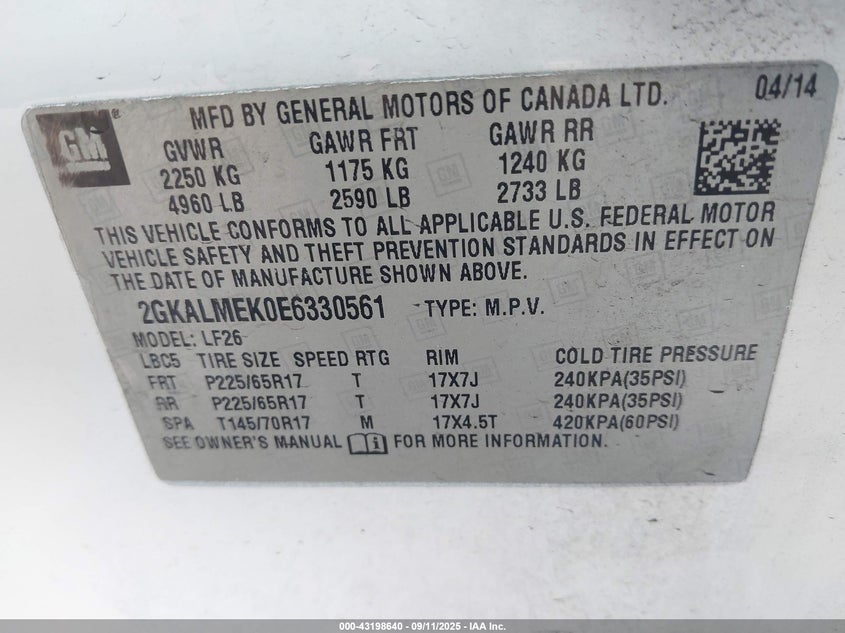 GM
®
MFD BY GENERAL MOTORS OF CANADA LTD. 04/14
GVWR GAWR FRT GAWR RR
2250 KG 1175 KG 1240 KG
4960 LB 2590 LB 2733 LB
THIS VEHICLE CONFORMS TO ALL APPLICABLE U.S. FEDERAL MOTOR
VEHICLE SAFETY AND THEFT PREVENTION STANDARDS IN EFFECT ON
THE DATE OF MANUFACTURE SHOWN ABOVE.
2GKALMEK0E6330561 TYPE: M.P.V.
MODEL: LF26
LBC5 TIRE SIZE SPEED RTG RIM COLD TIRE PRESSURE
FRT P225/65R17 T 17X7J 240KPA(35PSI)
RR P225/65R17 T 17X7J 240KPA(35PSI)
SPA T145/70R17 M 17X4.5T 420KPA(60PSI)
SEE OWNER'S MANUAL FOR MORE INFORMATION.
000-43198640 - 09/11/2025 - IAA Inc.